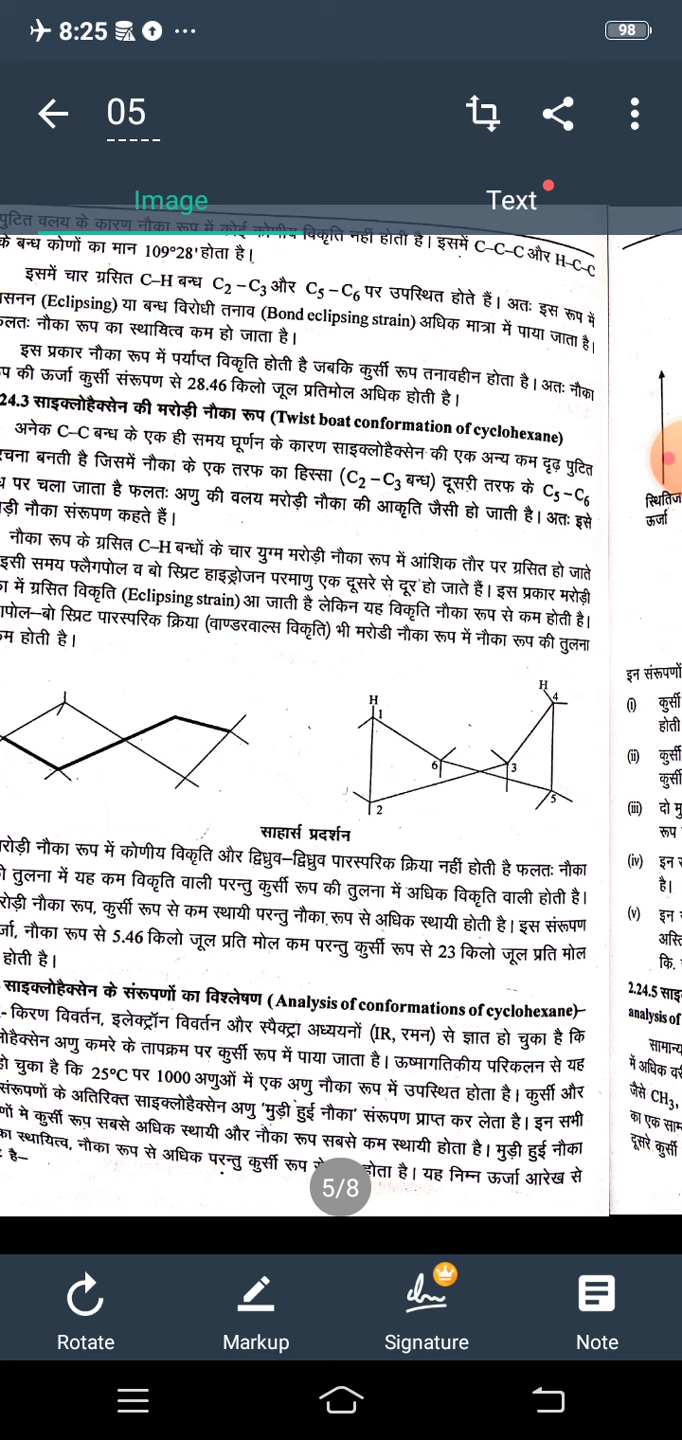 8:25
98
05
Image
Text
पुटित वलय के कारण नौका रूप में कोई कोणीय विकृति नहीं होती है। इसमें C–C–C और H–C–C
के बन्ध कोणों का मान 109°28' होता है।
इसमें चार ग्रसित C–H बन्ध C2 – C3 और C5 – C6 पर उपस्थित होते हैं। अतः इस रूप में
(Eclipsing) या बन्ध विरोधी तनाव (Bond eclipsing strain) अधिक मात्रा में पाया जाता है।
नौका रूप का स्थायित्व कम हो जाता है।
इस प्रकार नौका रूप में पर्याप्त विकृति होती है जबकि कुर्सी रूप तनावहीन होता है। अतः नौका
की ऊर्जा कुर्सी संरूपण से 28.46 किलो जूल प्रतिमोल अधिक होती है।
24.3 साइक्लोहैक्सेन की मरोड़ी नौका रूप (Twist boat conformation of cyclohexane)
अनेक C–C बन्ध के एक ही समय घूर्णन के कारण साइक्लोहैक्सेन की एक अन्य कम दृढ़ पुटित
बनती है जिसमें नौका के एक तरफ का हिस्सा (C2 – C3 बन्ध) दूसरी तरफ के C5 – C6
पर चला जाता है फलतः अणु की वलय मरोड़ी नौका की आकृति जैसी हो जाती है। अतः इसे
नौका संरूपण कहते हैं।
नौका रूप के ग्रसित C–H बन्धों के चार युग्म मरोड़ी नौका रूप में आंशिक तौर पर ग्रसित हो जाते
इसी समय फ्लैगपोल व बो स्प्रिट हाइड्रोजन परमाणु एक दूसरे से दूर हो जाते हैं। इस प्रकार मरोड़ी
में ग्रसित विकृति (Eclipsing strain) आ जाती है लेकिन यह विकृति नौका रूप से कम होती है।
बो स्प्रिट पारस्परिक क्रिया (वाण्डरवाल्स विकृति) भी मरोडी नौका रूप में नौका रूप की तुलना
होती है।
H 1 2 6 3 H 4 5
साहार्स प्रदर्शन
नौका रूप में कोणीय विकृति और द्विध्रुव–द्विध्रुव पारस्परिक क्रिया नहीं होती है फलतः नौका
तुलना में यह कम विकृति वाली परन्तु कुर्सी रूप की तुलना में अधिक विकृति वाली होती है।
नौका रूप, कुर्सी रूप से कम स्थायी परन्तु नौका रूप से अधिक स्थायी होती है। इस संरूपण
नौका रूप से 5.46 किलो जूल प्रति मोल कम परन्तु कुर्सी रूप से 23 किलो जूल प्रति मोल
होती है।
साइक्लोहैक्सेन के संरूपणों का विश्लेषण (Analysis of conformations of cyclohexane)–
- किरण विवर्तन, इलेक्ट्रॉन विवर्तन और स्पैक्ट्रा अध्ययनों (IR, रमन) से ज्ञात हो चुका है कि
अणु कमरे के तापक्रम पर कुर्सी रूप में पाया जाता है। ऊष्मागतिकीय परिकलन से यह
हो चुका है कि 25°C पर 1000 अणुओं में एक अणु नौका रूप में उपस्थित होता है। कुर्सी और
संरूपणों के अतिरिक्त साइक्लोहैक्सेन अणु 'मुड़ी हुई नौका' संरूपण प्राप्त कर लेता है। इन सभी
में कुर्सी रूप सबसे अधिक स्थायी और नौका रूप सबसे कम स्थायी होता है। मुड़ी हुई नौका
का स्थायित्व, नौका रूप से अधिक परन्तु कुर्सी रूप होता है। यह निम्न ऊर्जा आरेख से
है–
5/8
ऊर्जा
इन संरूपणों
(i) कुर्सी
होती
(ii) कुर्सी
कुर्सी
(iii) दो
रूप
(iv) इन
है।
(v) इन
कि.
2.24.5
analysis of
में अधिक
जैसे CH3,
का एक
दूसरे कुर्सी
Rotate
Markup
Signature
Note